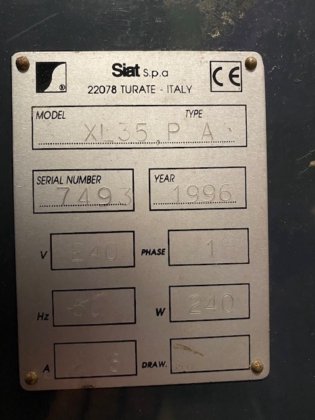 Siat S.p.a
22078 TURATE - ITALY
CE
MODEL TYPE
XL35.P A
SERIAL NUMBER YEAR
7493 1996
V 240 PHASE 1
Hz W 240
A DRAW.